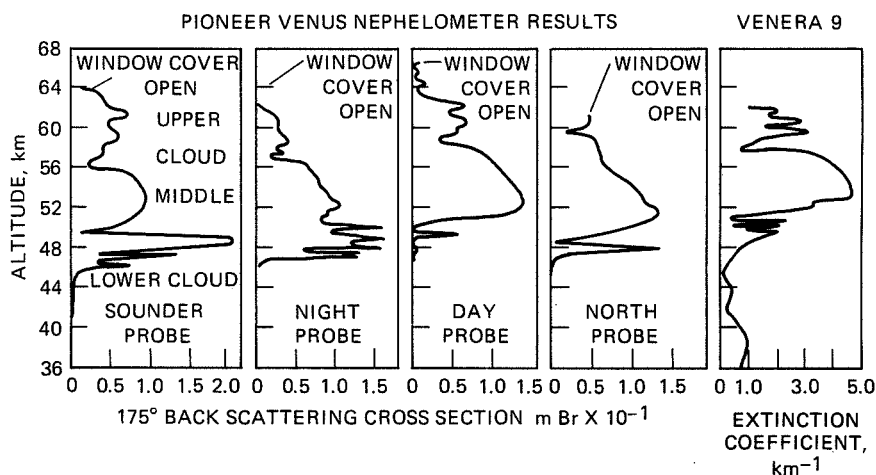 PIONEER VENUS NEPHELOMETER RESULTS
VENERA 9
ALTITUDE, km
68
64
60
56
52
48
44
40
36
WINDOW COVER
OPEN
UPPER
CLOUD
MIDDLE
LOWER CLOUD
SOUNDER
PROBE
0 0.5 1.0 2.0
WINDOW
COVER
OPEN
NIGHT
PROBE
0 0.5 1.0 1.5
WINDOW
COVER
OPEN
DAY
PROBE
0 0.5 1.0 1.5
WINDOW
COVER
OPEN
NORTH
PROBE
0 0.5 1.0 1.5
0 1.0 3.0 5.0
175° BACK SCATTERING CROSS SECTION m Br X 10⁻¹
EXTINCTION
COEFFICIENT,
km⁻¹